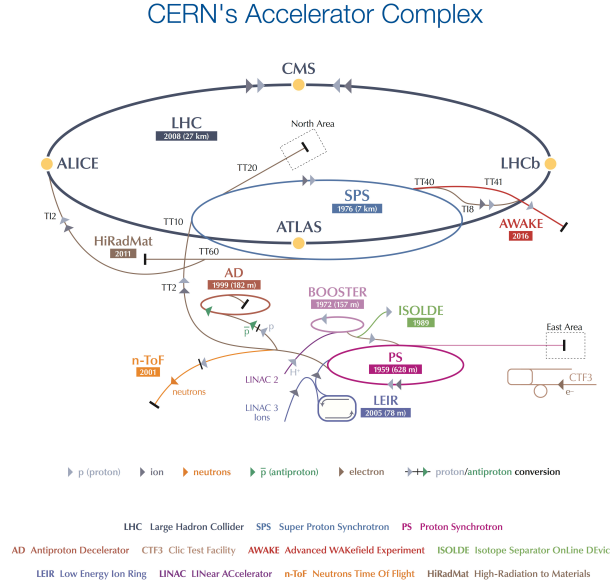 CERN's Accelerator Complex
CMS
LHC
2008 (27 km)
North Area
ALICE
LHCb
TT20
TT40
TT41
SPS
1976 (7 km)
TI2
TT10
TI8
ATLAS
AWAKE
2016
HiRadMat
2011
TT60
AD
1999 (182 m)
TT2
BOOSTER
1972 (157 m)
ISOLDE
1989
p
p̅
East Area
n-ToF
2001
PS
1959 (628 m)
H⁻
LINAC 2
neutrons
CTF3
e⁻
LEIR
2005 (78 m)
LINAC 3
Ions
p (proton)
ion
neutrons
p̅ (antiproton)
electron
proton/antiproton conversion
LHC Large Hadron Collider SPS Super Proton Synchrotron PS Proton Synchrotron
AD Antiproton Decelerator CTF3 Clic Test Facility AWAKE Advanced WAKefield Experiment ISOLDE Isotope Separator OnLine DEvic
LEIR Low Energy Ion Ring LINAC LINear ACcelerator n-ToF Neutrons Time Of Flight HiRadMat High-Radiation to Materials